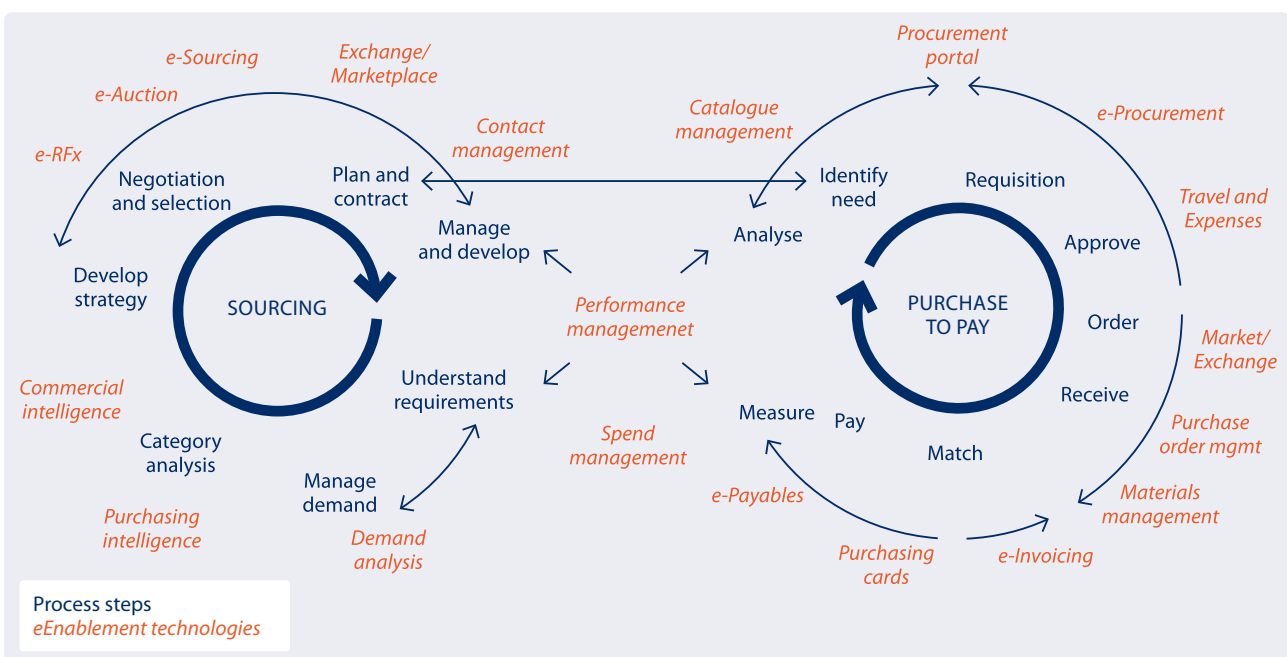 e-Sourcing
Exchange/
Marketplace
e-Auction
e-RFx
Contact
management
Negotiation
and selection
Plan and
contract
Manage
and develop
Develop
strategy
SOURCING
Commercial
intelligence
Category
analysis
Purchasing
intelligence
Understand
requirements
Manage
demand
Demand
analysis
Performance
managemenet
Spend
management
Procurement
portal
Catalogue
management
e-Procurement
Identify
need
Requisition
Travel and
Expenses
Analyse
Approve
PURCHASE
TO PAY
Order
Market/
Exchange
Receive
Measure
Pay
Match
Purchase
order mgmt
Materials
management
e-Payables
Purchasing
cards
e-Invoicing
Process steps
eEnablement technologies